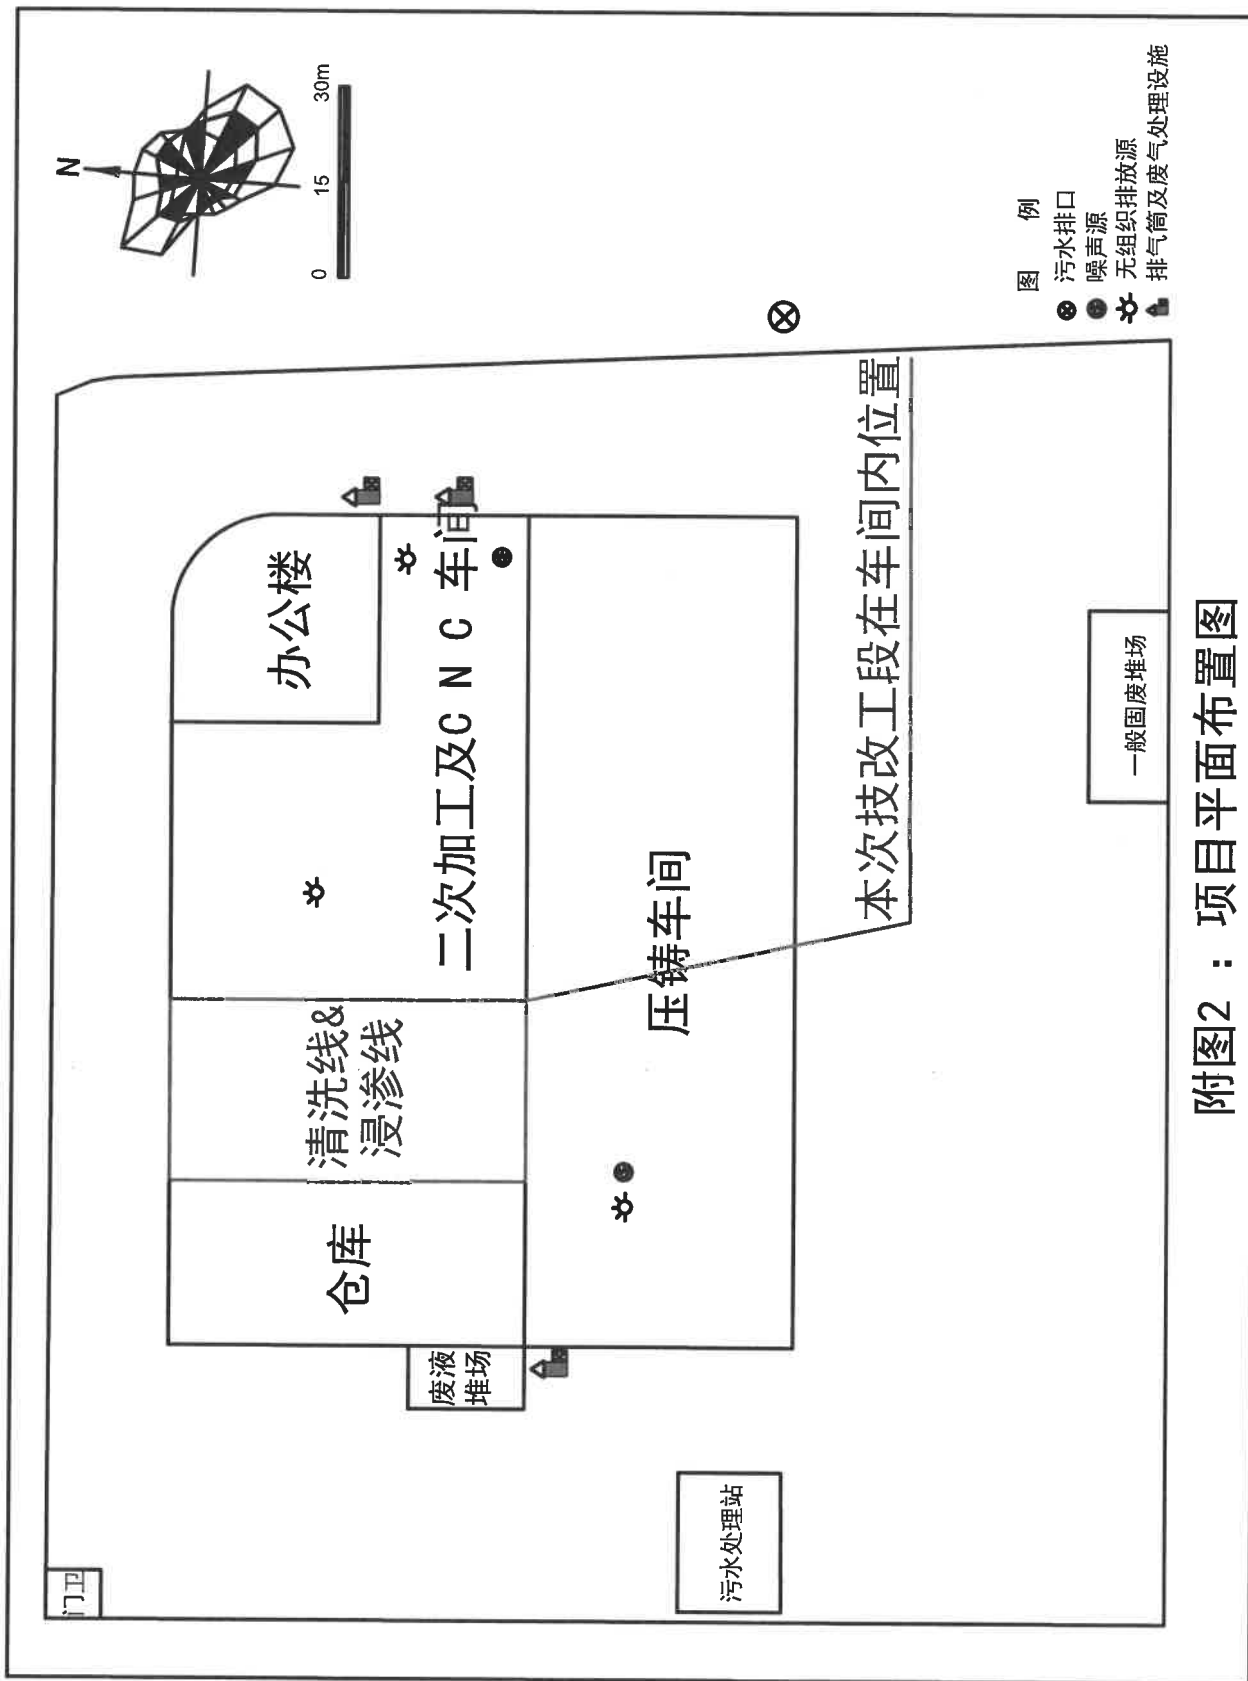 N
0 15 30m
门卫
办公楼
仓库
清洗线&
浸渗线
二次加工及CNC 车间
废液
堆场
压铸车间
污水处理站
本次技改工段在车间内位置
一般固废堆场
图 例
污水排口
噪声源
无组织排放源
排气筒及废气处理设施
附图2 ：项目平面布置图